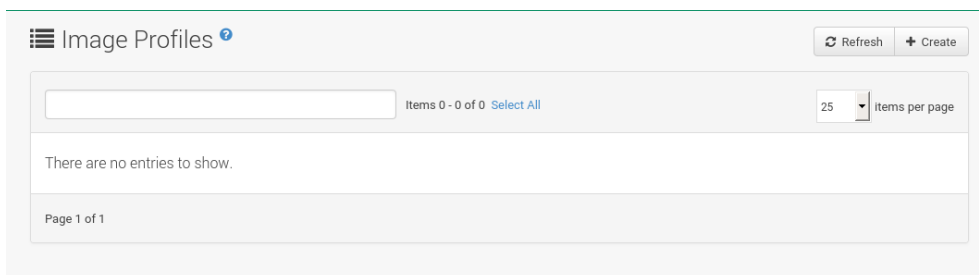 Image Profiles ?
Refresh + Create
Items 0 - 0 of 0 Select All 25 items per page
There are no entries to show.
Page 1 of 1